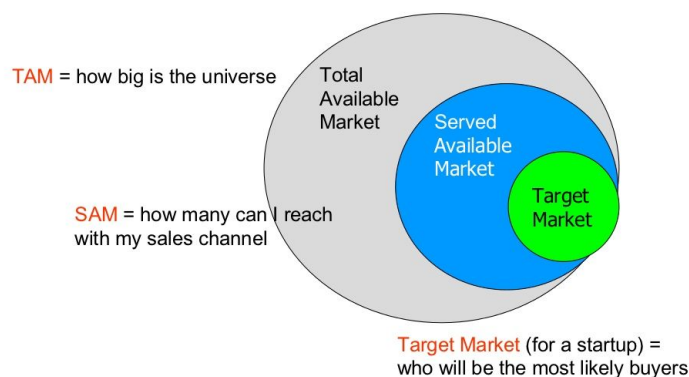 TAM = how big is the universe
Total
Available
Market
Served
Available
Market
Target
Market
SAM = how many can I reach
with my sales channel
Target Market (for a startup) =
who will be the most likely buyers